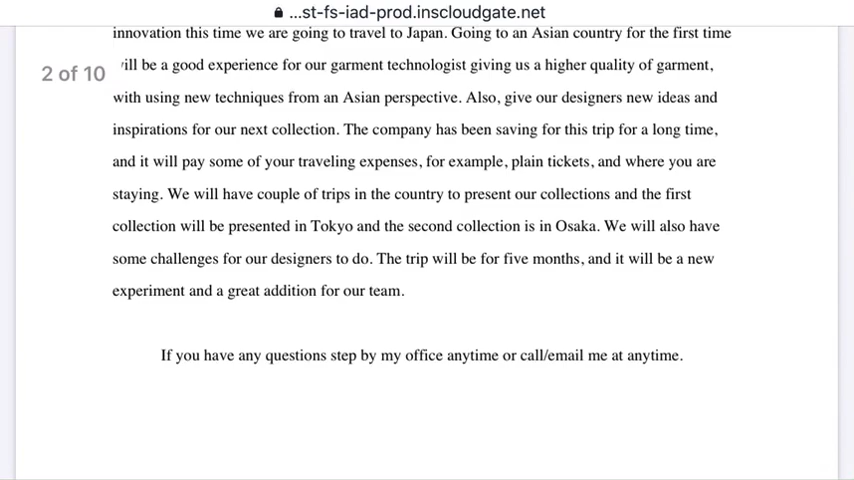 ...st-fs-iad-prod.inscloudgate.net
innovation this time we are going to travel to Japan. Going to an Asian country for the first time
2 of 10
ill be a good experience for our garment technologist giving us a higher quality of garment,
with using new techniques from an Asian perspective. Also, give our designers new ideas and
inspirations for our next collection. The company has been saving for this trip for a long time,
and it will pay some of your traveling expenses, for example, plain tickets, and where you are
staying. We will have couple of trips in the country to present our collections and the first
collection will be presented in Tokyo and the second collection is in Osaka. We will also have
some challenges for our designers to do. The trip will be for five months, and it will be a new
experiment and a great addition for our team.
If you have any questions step by my office anytime or call/email me at anytime.